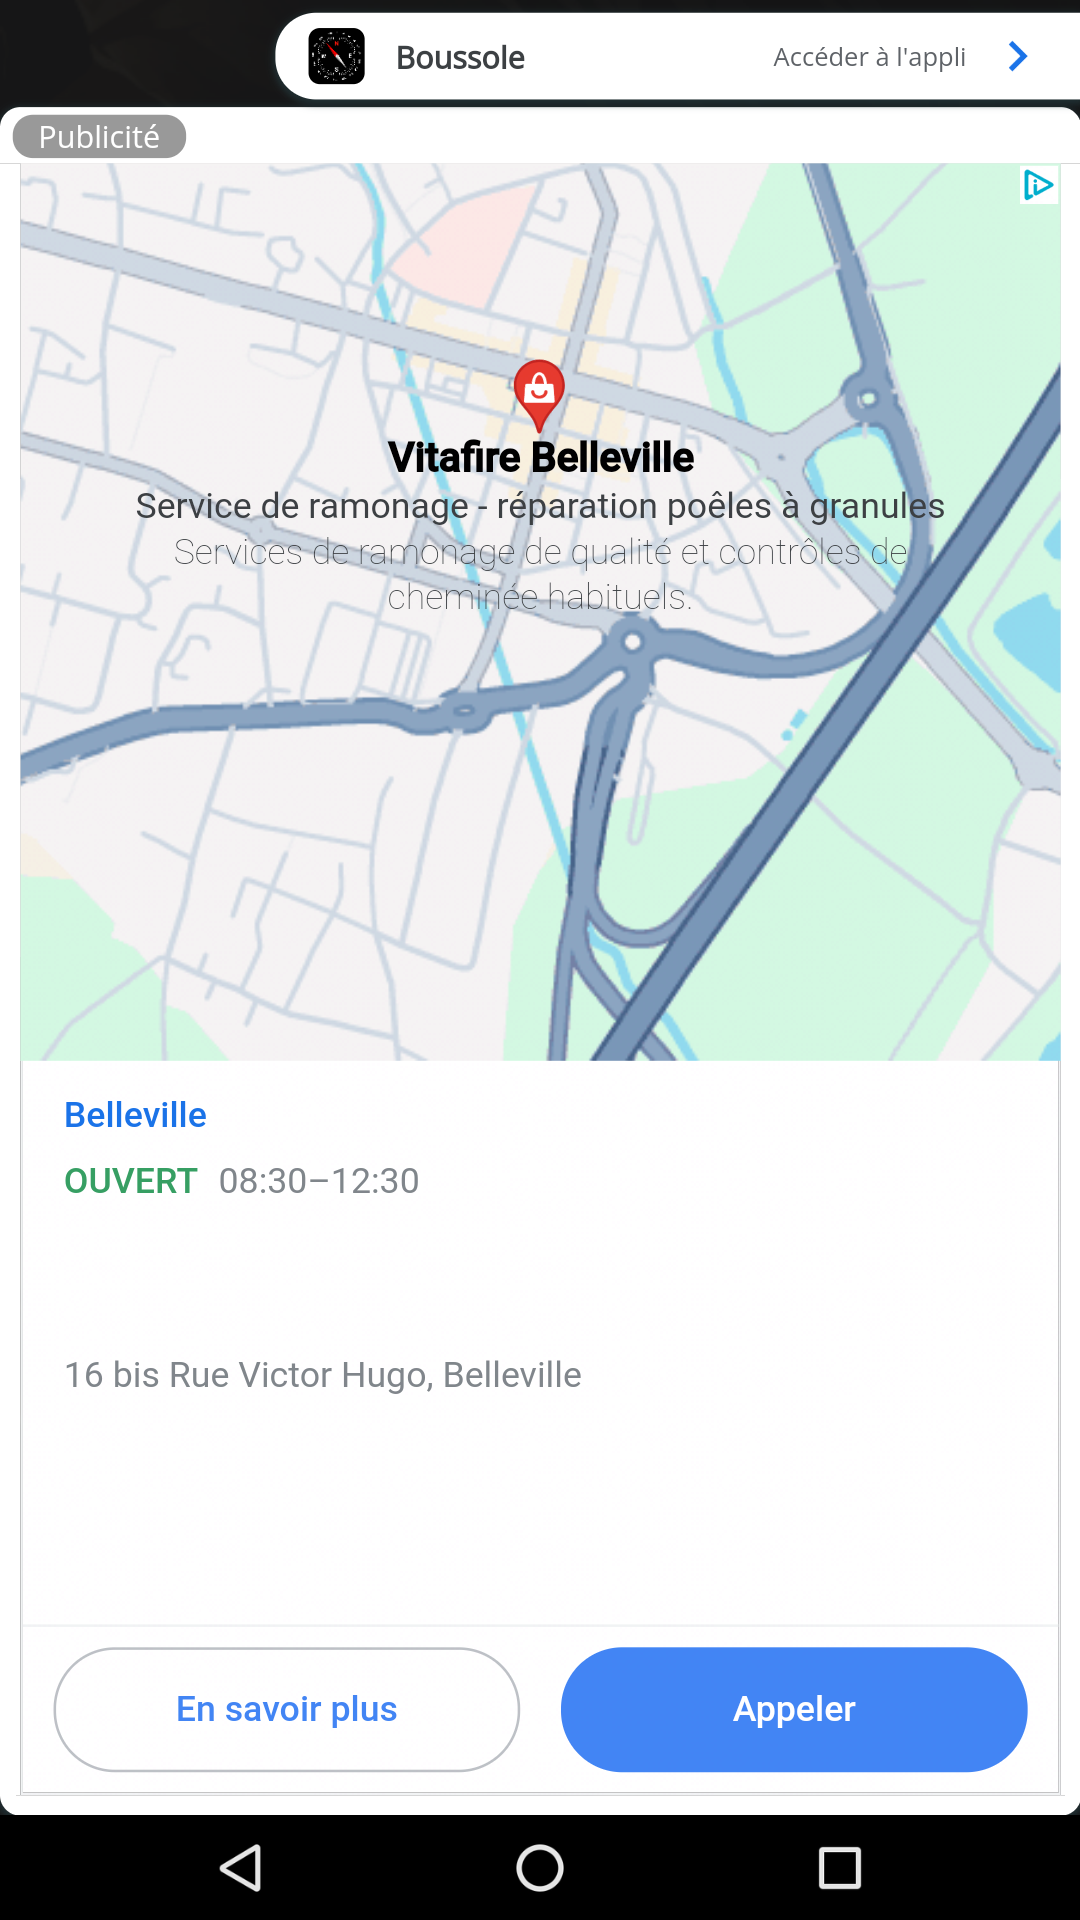 Boussole
Accéder à l'appli
Publicité
Vitafire Belleville
Service de ramonage - réparation poêles à granules
Services de ramonage de qualité et contrôles de
cheminée habituels.
Belleville
OUVERT 08:30–12:30
16 bis Rue Victor Hugo, Belleville
En savoir plus
Appeler